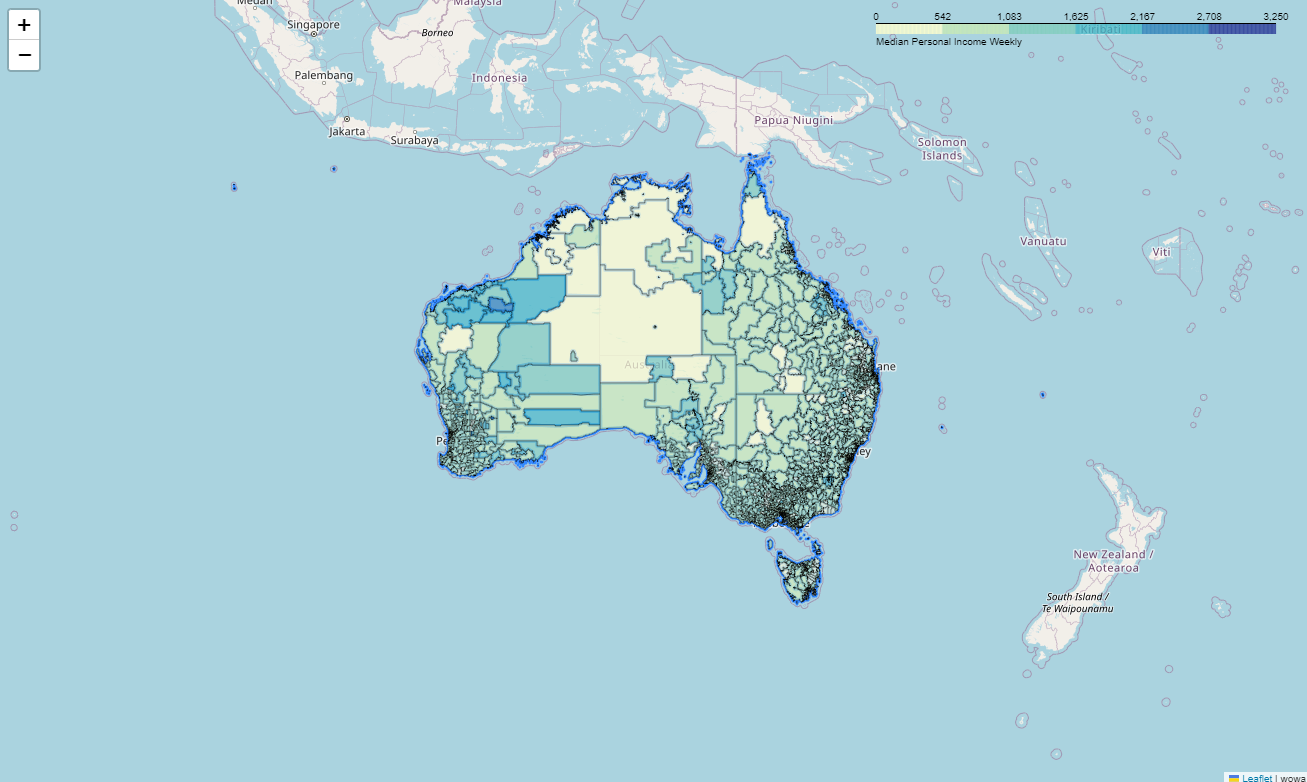 +
−
Medan
Malaysia
Singapore
Borneo
Palembang
Indonesia
Jakarta
Surabaya
Papua Niugini
Solomon
Islands
Vanuatu
Viti
0 542 1,083 1,625 2,167 2,708 3,250
Kiribati
Median Personal Income Weekly
Australia
ane
Pe
ney
New Zealand /
Aotearoa
South Island /
Te Waipounamu
Leaflet | wowa